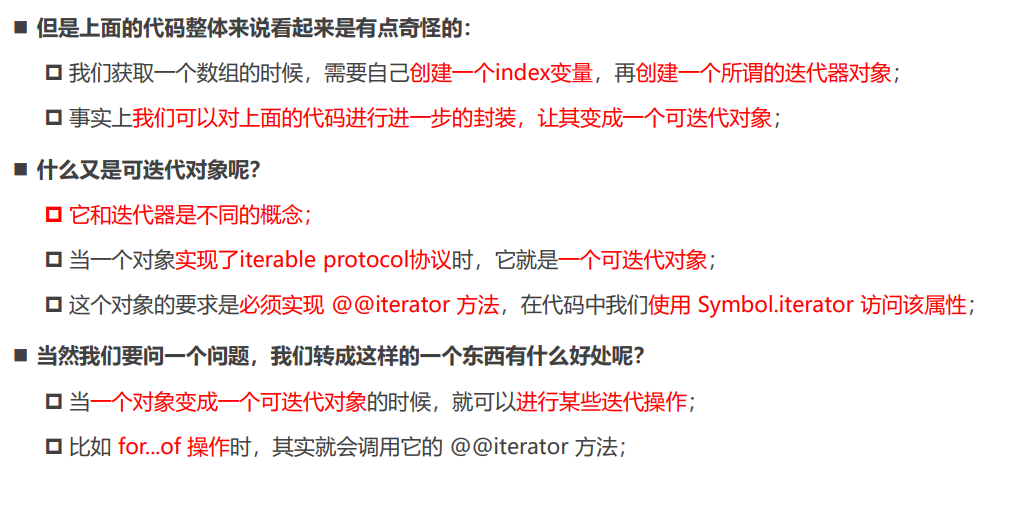 但是上面的代码整体来说看起来是有点奇怪的：
我们获取一个数组的时候，需要自己创建一个index变量，再创建一个所谓的迭代器对象；
事实上我们可以对上面的代码进行进一步的封装，让其变成一个可迭代对象；
什么又是可迭代对象呢？
它和迭代器是不同的概念；
当一个对象实现了iterable protocol协议时，它就是一个可迭代对象；
这个对象的要求是必须实现 @@iterator 方法，在代码中我们使用 Symbol.iterator 访问该属性；
当然我们要问一个问题，我们转成这样的一个东西有什么好处呢？
当一个对象变成一个可迭代对象的时候，就可以进行某些迭代操作；
比如 for...of 操作时，其实就会调用它的 @@iterator 方法；